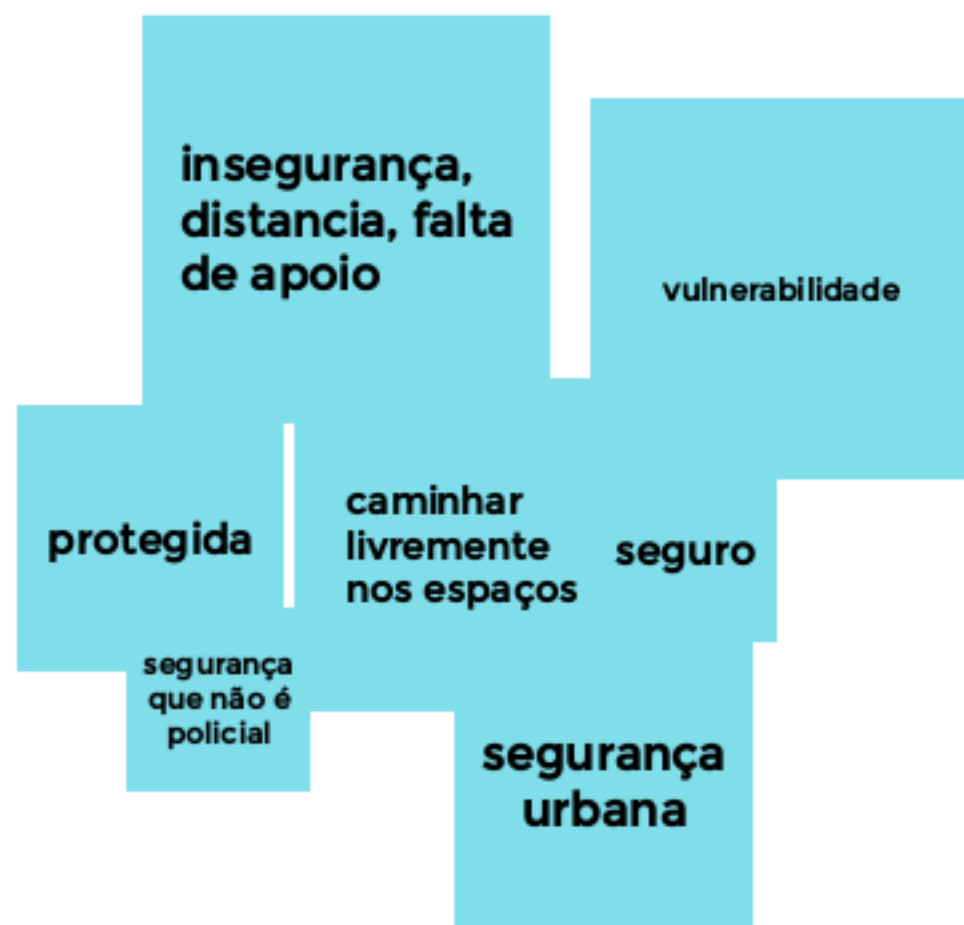 insegurança,
distancia, falta
de apoio
vulnerabilidade
protegida
caminhar
livremente
nos espaços
seguro
segurança
que não é
policial
segurança
urbana